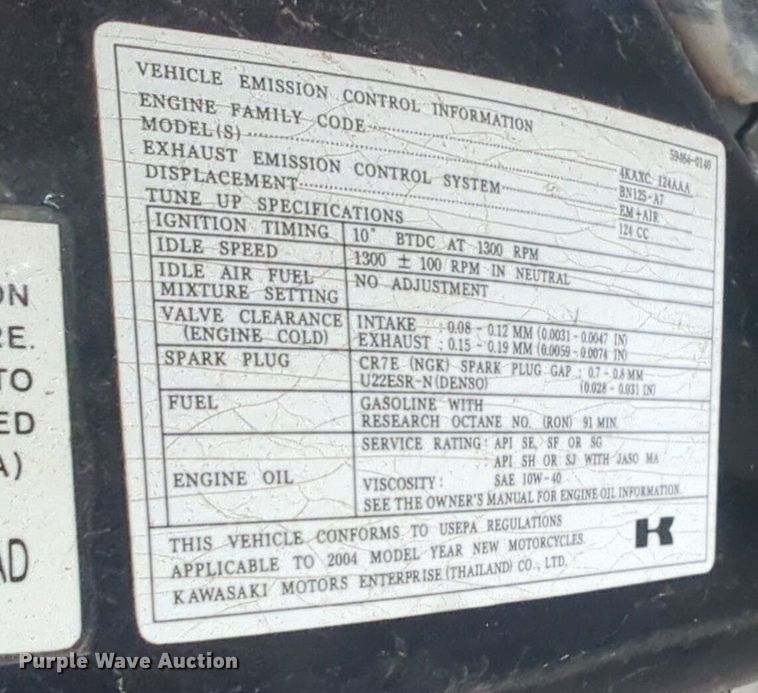 VEHICLE EMISSION CONTROL INFORMATION
59464-0140
ENGINE FAMILY CODE 4KAXC. 124AAA
MODEL(S) BN125-A7
EXHAUST EMISSION CONTROL SYSTEM EM+AIR
DISPLACEMENT 124 CC
TUNE UP SPECIFICATIONS
IGNITION TIMING 10° BTDC AT 1300 RPM
IDLE SPEED 1300 ± 100 RPM IN NEUTRAL
IDLE AIR FUEL
MIXTURE SETTING NO ADJUSTMENT
VALVE CLEARANCE INTAKE : 0.08 - 0.12 MM (0.0031 - 0.0047 IN)
(ENGINE COLD) EXHAUST : 0.15 - 0.19 MM (0.0059 - 0.0074 IN)
SPARK PLUG CR7E (NGK) SPARK PLUG GAP : 0.7 - 0.8 MM
U22ESR-N(DENSO) (0.028 - 0.031 IN)
FUEL GASOLINE WITH
RESEARCH OCTANE NO. (RON) 91 MIN.
SERVICE RATING: API SE, SF OR SG
API SH OR SJ WITH JASO MA
ENGINE OIL VISCOSITY: SAE 10W-40
SEE THE OWNER'S MANUAL FOR ENGINE OIL INFORMATION.
THIS VEHICLE CONFORMS TO USEPA REGULATIONS
APPLICABLE TO 2004 MODEL YEAR NEW MOTORCYCLES.
KAWASAKI MOTORS ENTERPRISE (THAILAND) CO., LTD.
K
ON
RE.
TO
ED
A)
AD
Purple Wave Auction